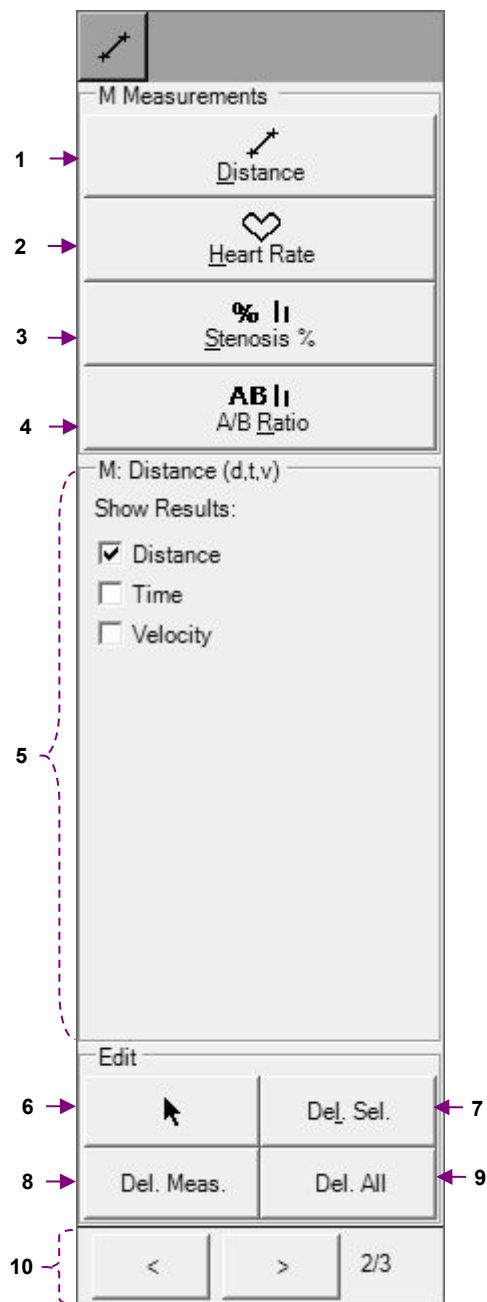 M Measurements
1
Distance
2
Heart Rate
% 
3
Stenosis %
AB
4
A/B Ratio
M: Distance (d,t,v)
Show Results:
Distance
Time
Velocity
5
Edit
6
Del. Sel.
7
8
Del. Meas.
Del. All
9
10
<
>
2/3